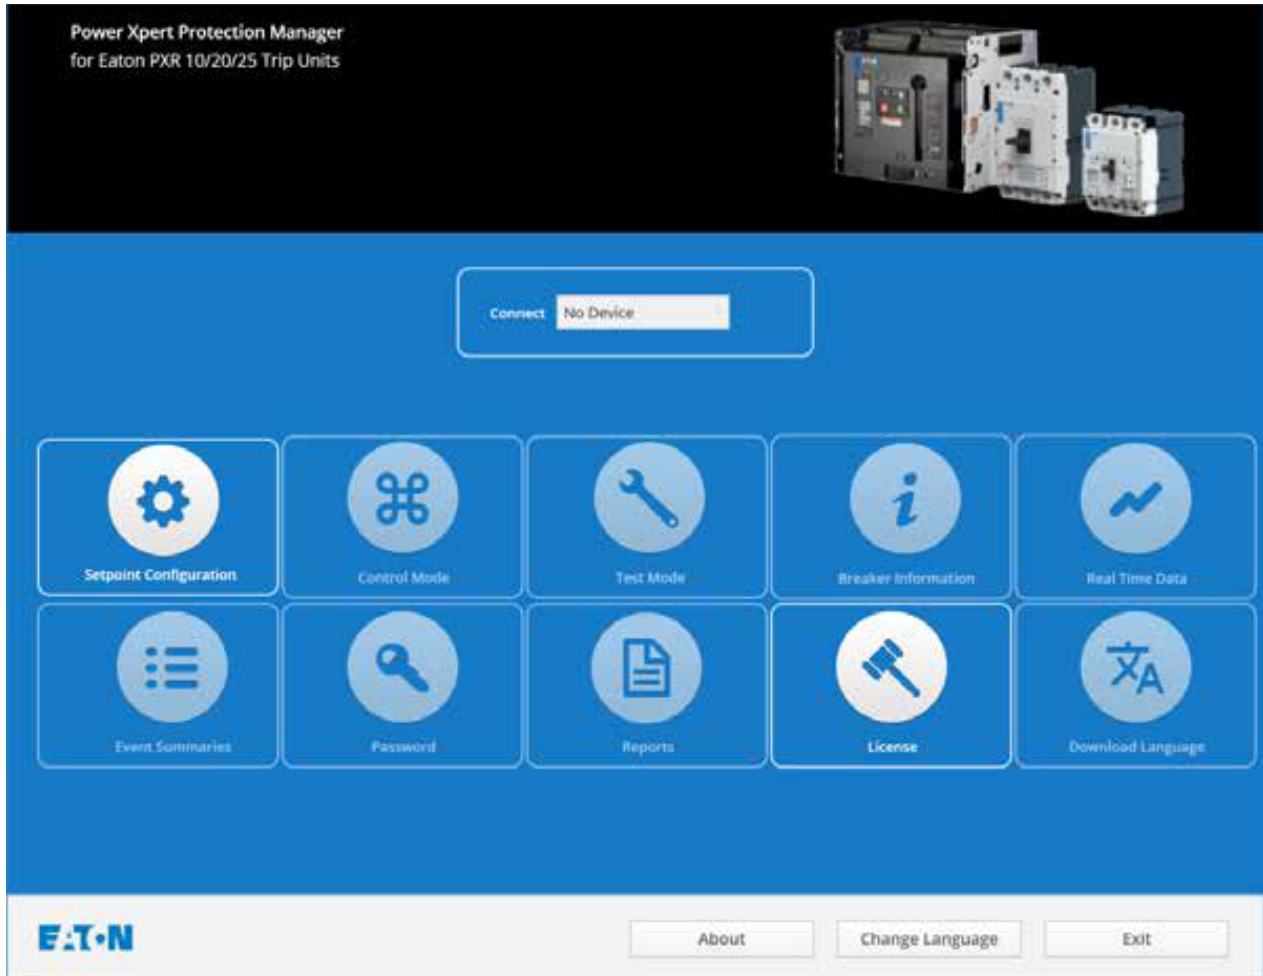 Power Xpert Protection Manager
for Eaton PXR 10/20/25 Trip Units
Connect No Device
Setpoint Configuration Control Mode Test Mode Breaker Information Real Time Data
文A
Event Summaries Password Reports License Download Language
EATON About Change Language Exit